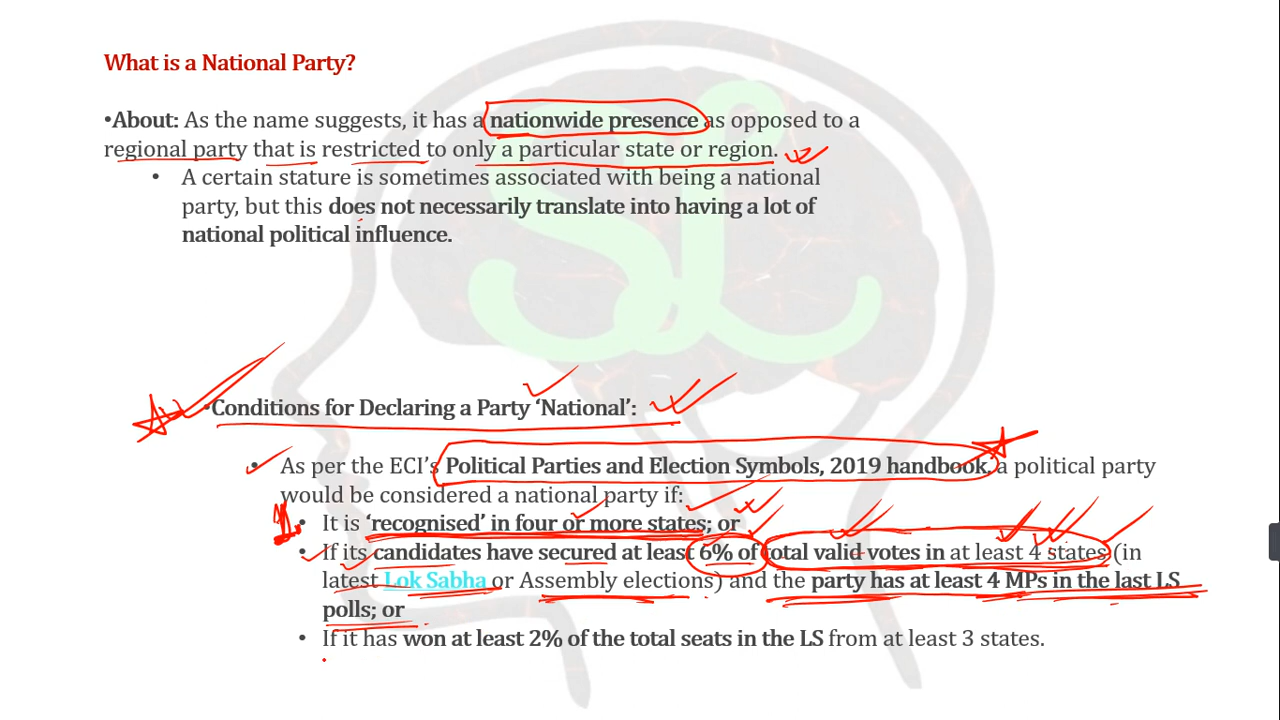 What is a National Party?
•About: As the name suggests, it has a nationwide presence as opposed to a
regional party that is restricted to only a particular state or region.
• A certain stature is sometimes associated with being a national
party, but this does not necessarily translate into having a lot of
national political influence.
SL
•Conditions for Declaring a Party ‘National’:
• As per the ECI’s Political Parties and Election Symbols, 2019 handbook, a political party
would be considered a national party if:
1. • It is ‘recognised’ in four or more states; or
• If its candidates have secured at least 6% of total valid votes in at least 4 states (in
latest Lok Sabha or Assembly elections) and the party has at least 4 MPs in the last LS
polls; or
• If it has won at least 2% of the total seats in the LS from at least 3 states.